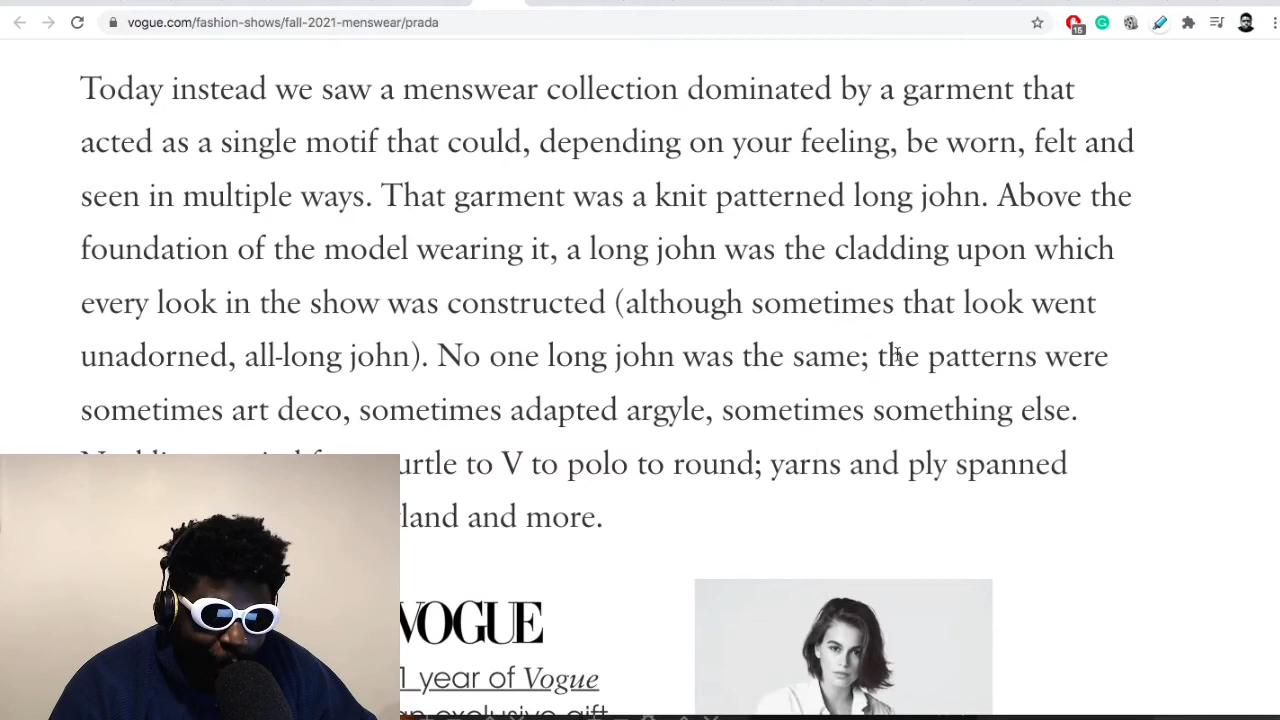 vogue.com/fashion-shows/fall-2021-menswear/prada
15
Today instead we saw a menswear collection dominated by a garment that
acted as a single motif that could, depending on your feeling, be worn, felt and
seen in multiple ways. That garment was a knit patterned long john. Above the
foundation of the model wearing it, a long john was the cladding upon which
every look in the show was constructed (although sometimes that look went
unadorned, all-long john). No one long john was the same; the patterns were
sometimes art deco, sometimes adapted argyle, sometimes something else.
to V to polo to round; yarns and ply spanned
and more.
VOGUE
1 year of Vogue
an exclusive gift